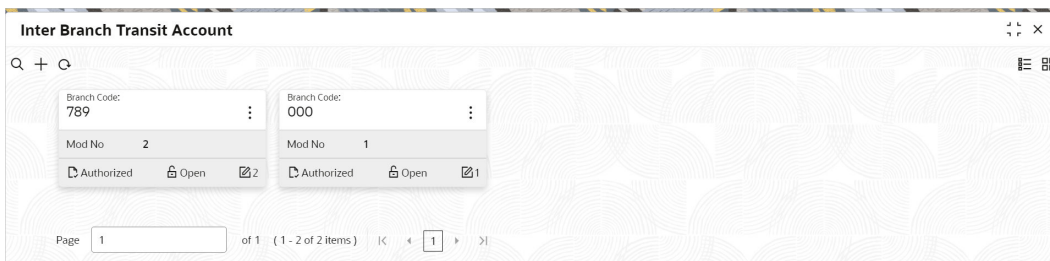 Inter Branch Transit Account
Branch Code:
789
Mod No 2
Authorized Open 2
Branch Code:
000
Mod No 1
Authorized Open 1
Page 1 of 1 ( 1 - 2 of 2 items ) 1